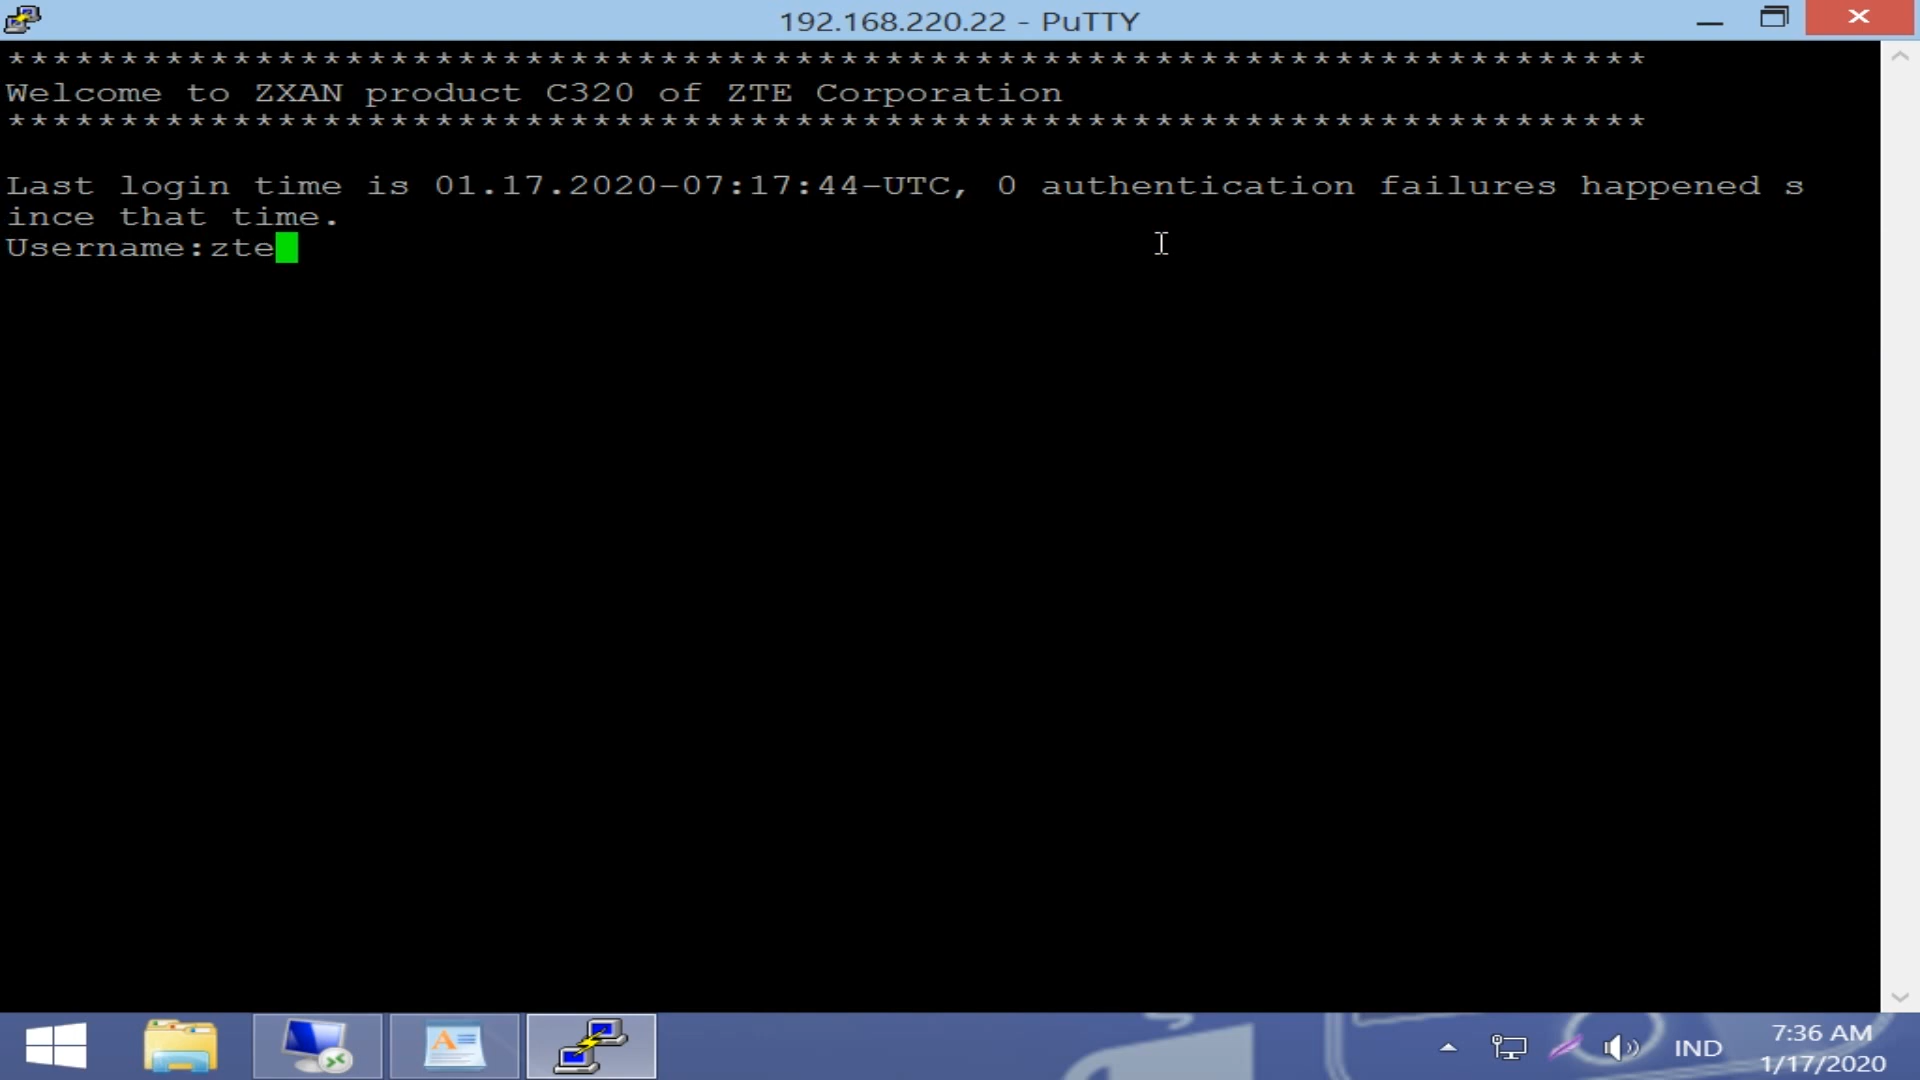 192.168.220.22 - PuTTY
*************************************************************************
Welcome to ZXAN product C320 of ZTE Corporation
*************************************************************************
Last login time is 01.17.2020-07:17:44-UTC, 0 authentication failures happened s
ince that time.
Username:zte
IND
7:36 AM
1/17/2020